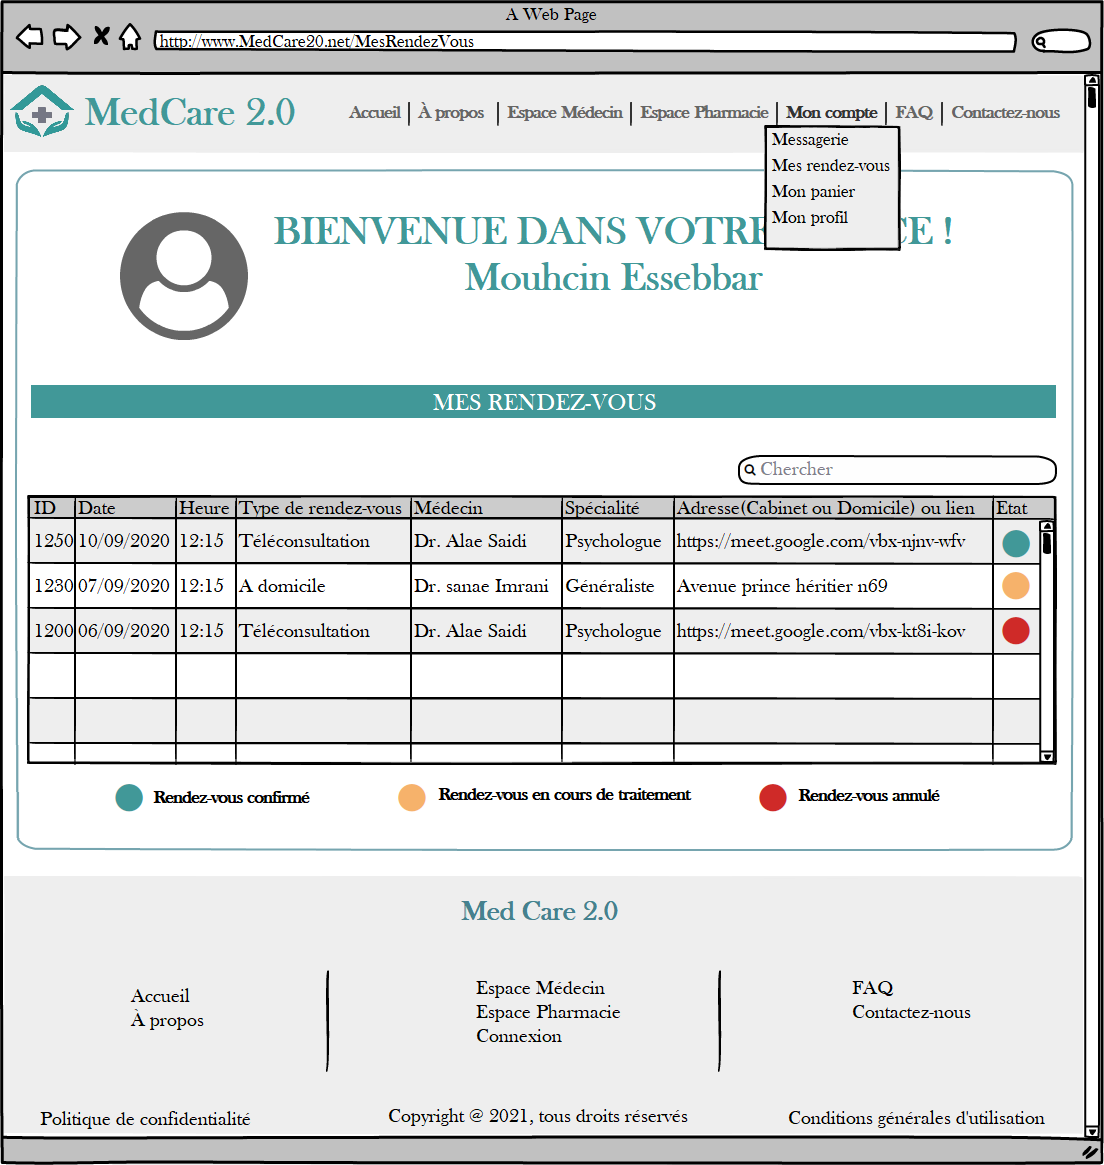 A Web Page
http://www.MedCare20.net/MesRendezVous
MedCare 2.0
Accueil
À propos
Espace Médecin
Espace Pharmacie
Mon compte
FAQ
Contactez-nous
Messagerie
Mes rendez-vous
Mon panier
Mon profil
BIENVENUE DANS VOTRE CE !
Mouhcin Essebbar
MES RENDEZ-VOUS
Chercher
ID Date Heure Type de rendez-vous Médecin Spécialité Adresse(Cabinet ou Domicile) ou lien Etat
1250 10/09/2020 12:15 Téléconsultation Dr. Alae Saidi Psychologue https://meet.google.com/vbx-njnv-wfv
1230 07/09/2020 12:15 A domicile Dr. sanae Imrani Généraliste Avenue prince héritier n69
1200 06/09/2020 12:15 Téléconsultation Dr. Alae Saidi Psychologue https://meet.google.com/vbx-kt8i-kov
Rendez-vous confirmé
Rendez-vous en cours de traitement
Rendez-vous annulé
Med Care 2.0
Accueil
À propos
Espace Médecin
Espace Pharmacie
Connexion
FAQ
Contactez-nous
Politique de confidentialité
Copyright @ 2021, tous droits réservés
Conditions générales d'utilisation